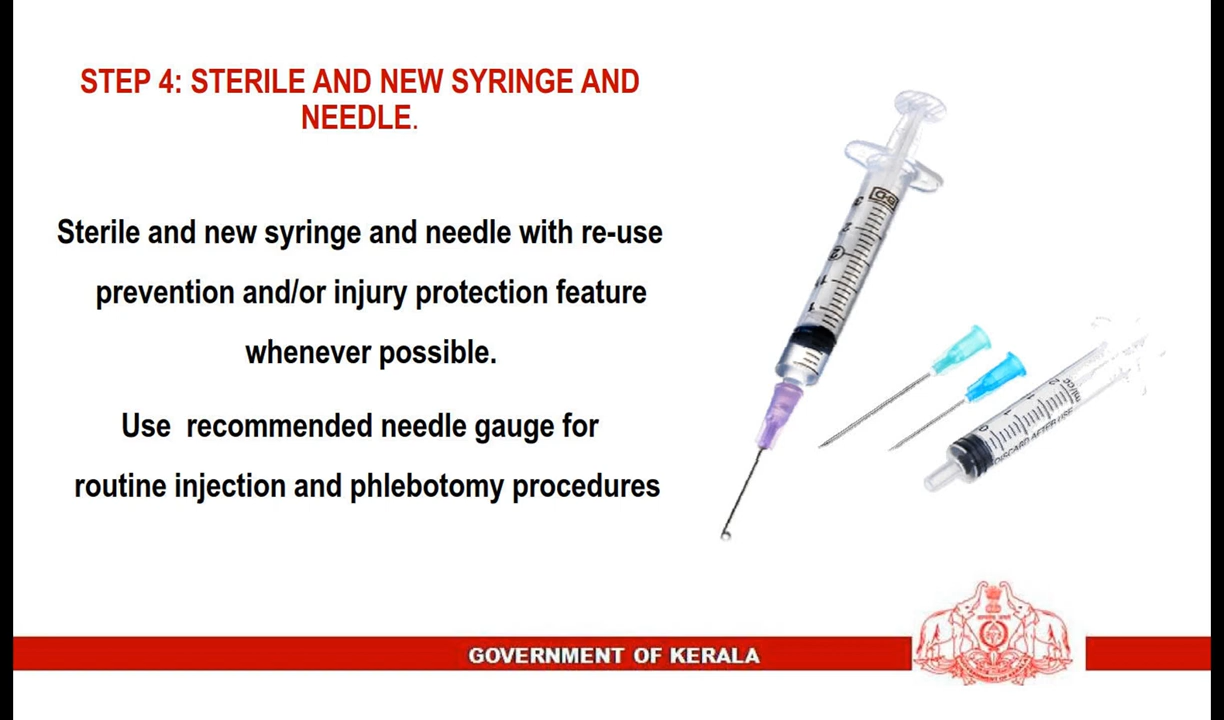 STEP 4: STERILE AND NEW SYRINGE AND
NEEDLE.
Sterile and new syringe and needle with re-use
prevention and/or injury protection feature
whenever possible.
Use recommended needle gauge for
routine injection and phlebotomy procedures
DISCARD AFTER USE
ml/cc
GOVERNMENT OF KERALA